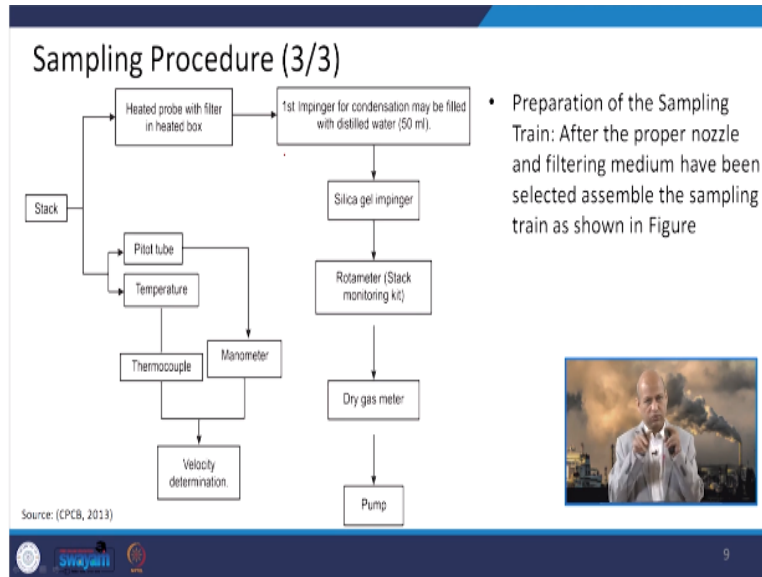 Sampling Procedure (3/3)
Heated probe with filter
in heated box
1st Impinger for condensation may be filled
with distilled water (50 ml).
Stack
Silica gel impinger
Pitot tube
Temperature
Rotameter (Stack
monitoring kit)
Thermocouple
Manometer
Dry gas meter
Velocity
determination.
Pump
• Preparation of the Sampling
Train: After the proper nozzle
and filtering medium have been
selected assemble the sampling
train as shown in Figure
Source: (CPCB, 2013)
swayam
9